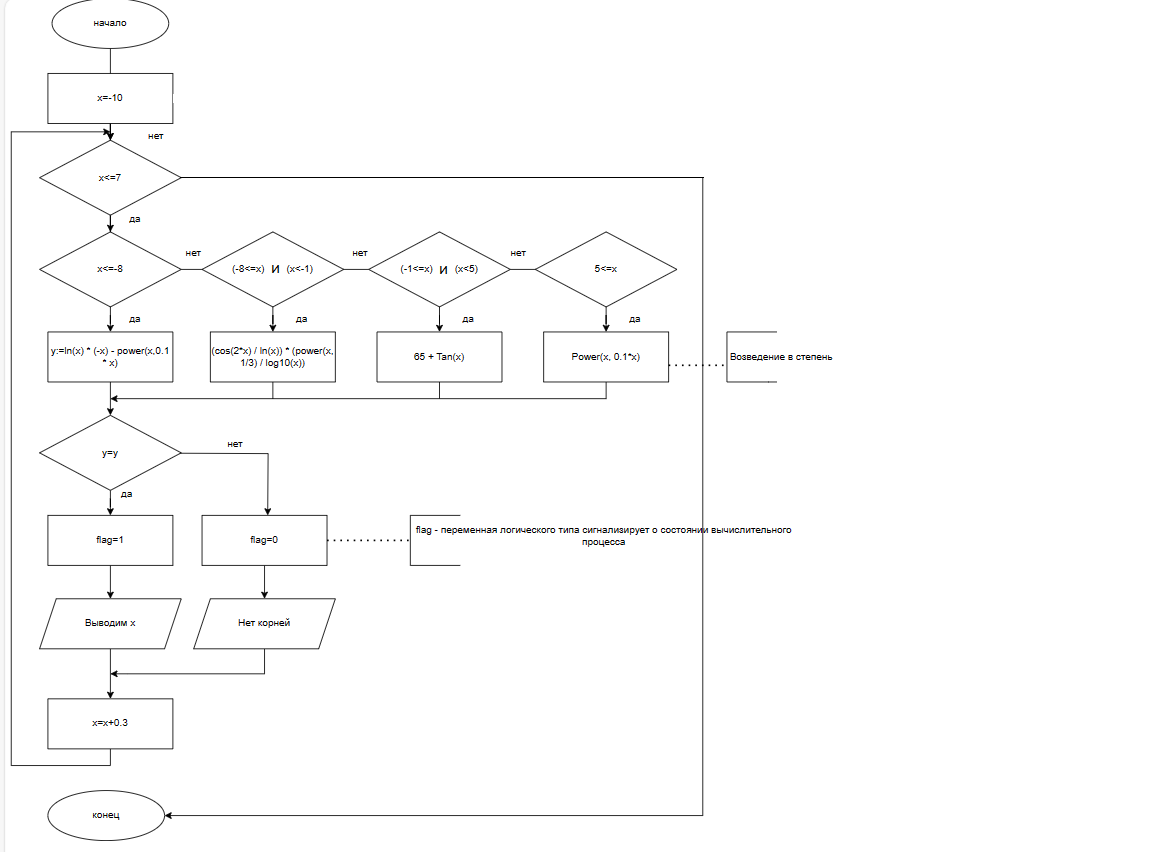 начало
x=-10
нет
x<=7
да
нет
нет
нет
x<=-8
(-8<=x) И (x<-1)
(-1<=x) И (x<5)
5<=x
да
да
да
да
y:=ln(x) * (-x) - power(x,0.1
* x)
(cos(2*x) / ln(x)) * (power(x,
1/3) / log10(x))
65 + Tan(x)
Power(x, 0.1*x)
Возведение в степень
y=y
нет
да
flag=1
flag=0
flag - переменная логического типа сигнализирует о состоянии вычислительного
процесса
Выводим x
Нет корней
x=x+0.3
конец